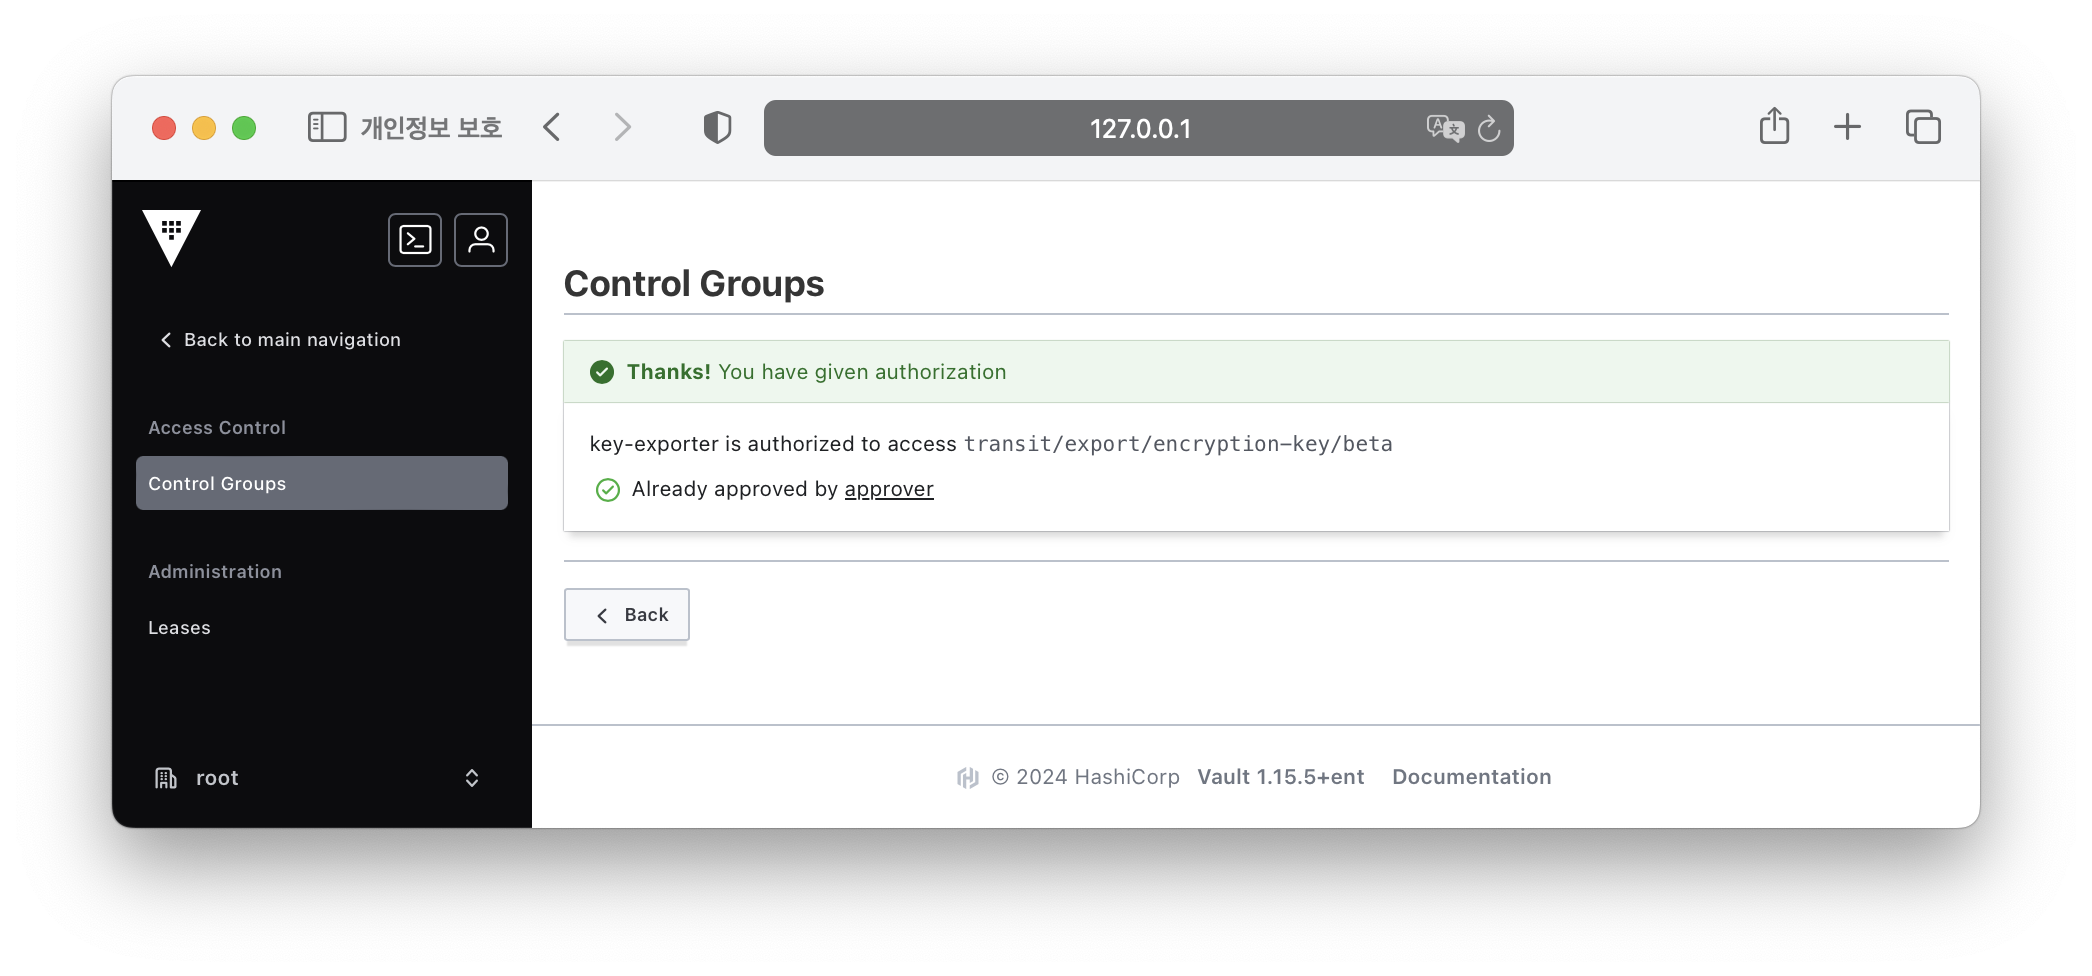 개인정보 보호
127.0.0.1
Back to main navigation
Access Control
Control Groups
Administration
Leases
root
Control Groups
Thanks! You have given authorization
key-exporter is authorized to access transit/export/encryption-key/beta
Already approved by approver
Back
© 2024 HashiCorp Vault 1.15.5+ent Documentation